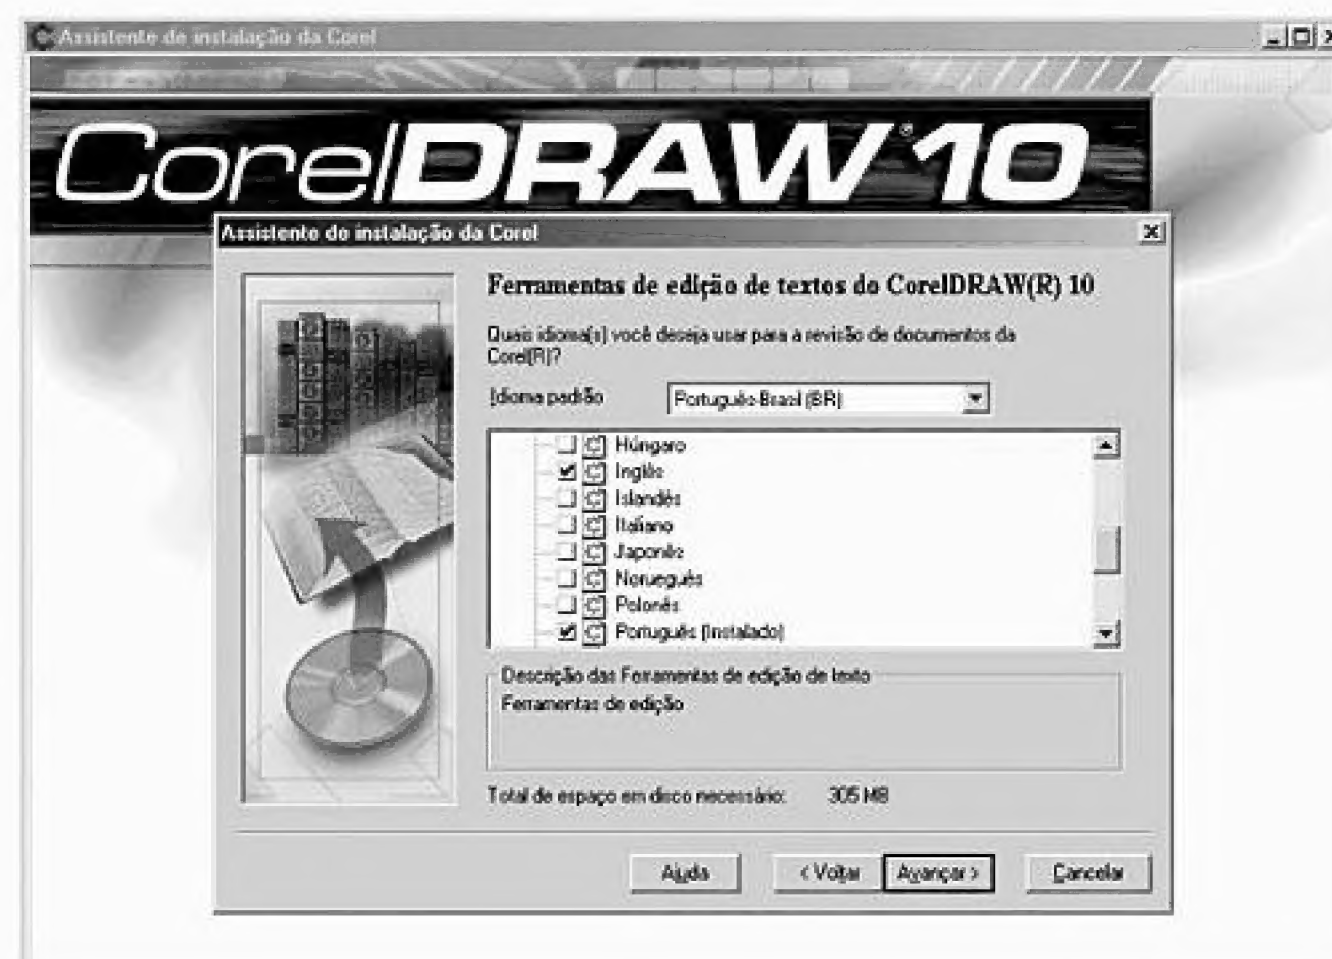 Assistente de instalação da Corel
CorelDRAW® 10
Assistente de instalação da Corel
Ferramentas de edição de textos do CorelDRAW(R) 10
Quais idioma(s) você deseja usar para a revisão de documentos da
Corel(R)?
Idioma padrão Português-Brasil (BR)
Húngaro
Inglês
Islandês
Italiano
Japonês
Norueguês
Polonês
Português (Instalado)
Descrição das Ferramentas de edição de texto
Ferramentas de edição
Total de espaço em disco necessário: 305 MB
Ajuda < Voltar Avançar > Cancelar